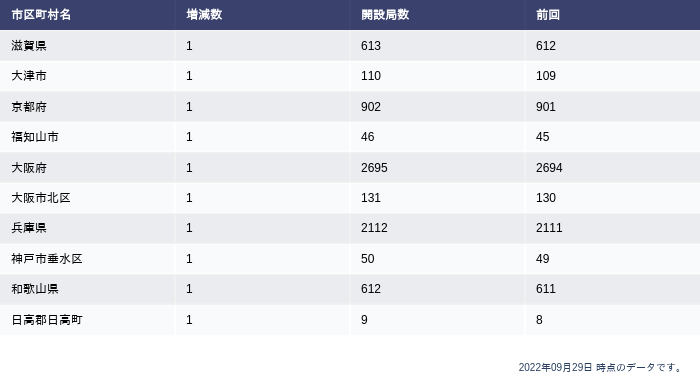 市区町村名 増減数 開設局数 前回
滋賀県 1 613 612
大津市 1 110 109
京都府 1 902 901
福知山市 1 46 45
大阪府 1 2695 2694
大阪市北区 1 131 130
兵庫県 1 2112 2111
神戸市垂水区 1 50 49
和歌山県 1 612 611
日高郡日高町 1 9 8
2022年09月29日 時点のデータです。